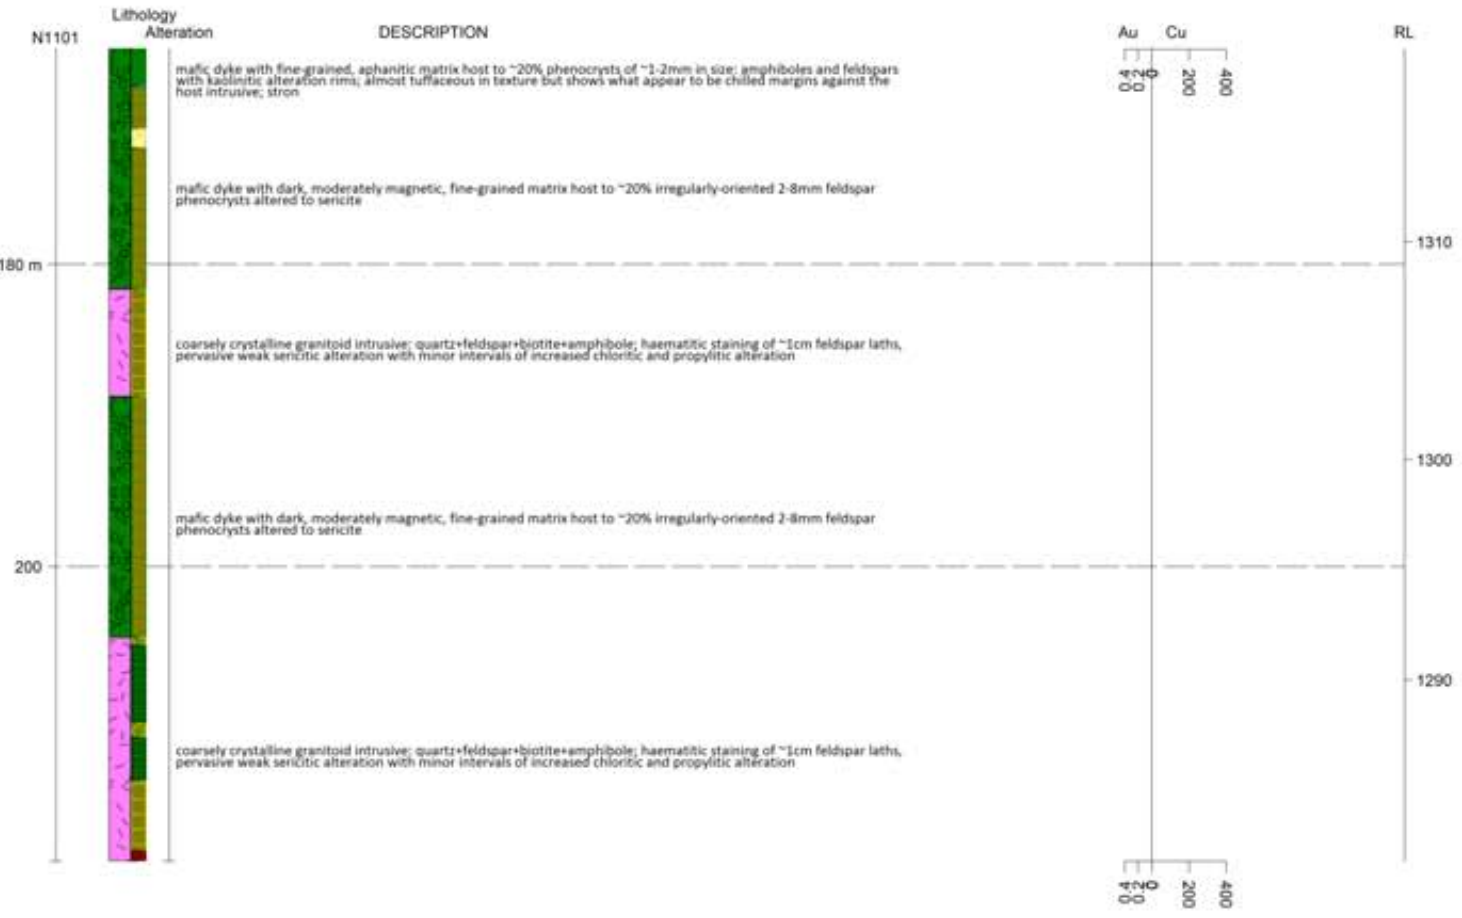 Lithology
N1101 Alteration DESCRIPTION Au Cu RL
mafic dyke with fine-grained, aphanitic matrix host to ~20% phenocrysts of ~1-2mm in size: amphiboles and feldspars
with kaolinitic alteration rims; almost tuffaceous in texture but shows what appear to be chilled margins against the
host intrusive; stron
0.4 0.2 0 200 400
mafic dyke with dark, moderately magnetic, fine-grained matrix host to ~20% irregularly-oriented 2-8mm feldspar
phenocrysts altered to sericite
1310
180 m
coarsely crystalline granitoid intrusive: quartz+feldspar+biotite+amphibole; haematitic staining of ~1cm feldspar laths,
pervasive weak sericitic alteration with minor intervals of increased chloritic and propylitic alteration
1300
mafic dyke with dark, moderately magnetic, fine-grained matrix host to ~20% irregularly-oriented 2-8mm feldspar
phenocrysts altered to sericite
200
1290
coarsely crystalline granitoid intrusive: quartz+feldspar+biotite+amphibole; haematitic staining of ~1cm feldspar laths,
pervasive weak sericitic alteration with minor intervals of increased chloritic and propylitic alteration
0.4 0.2 0 200 400